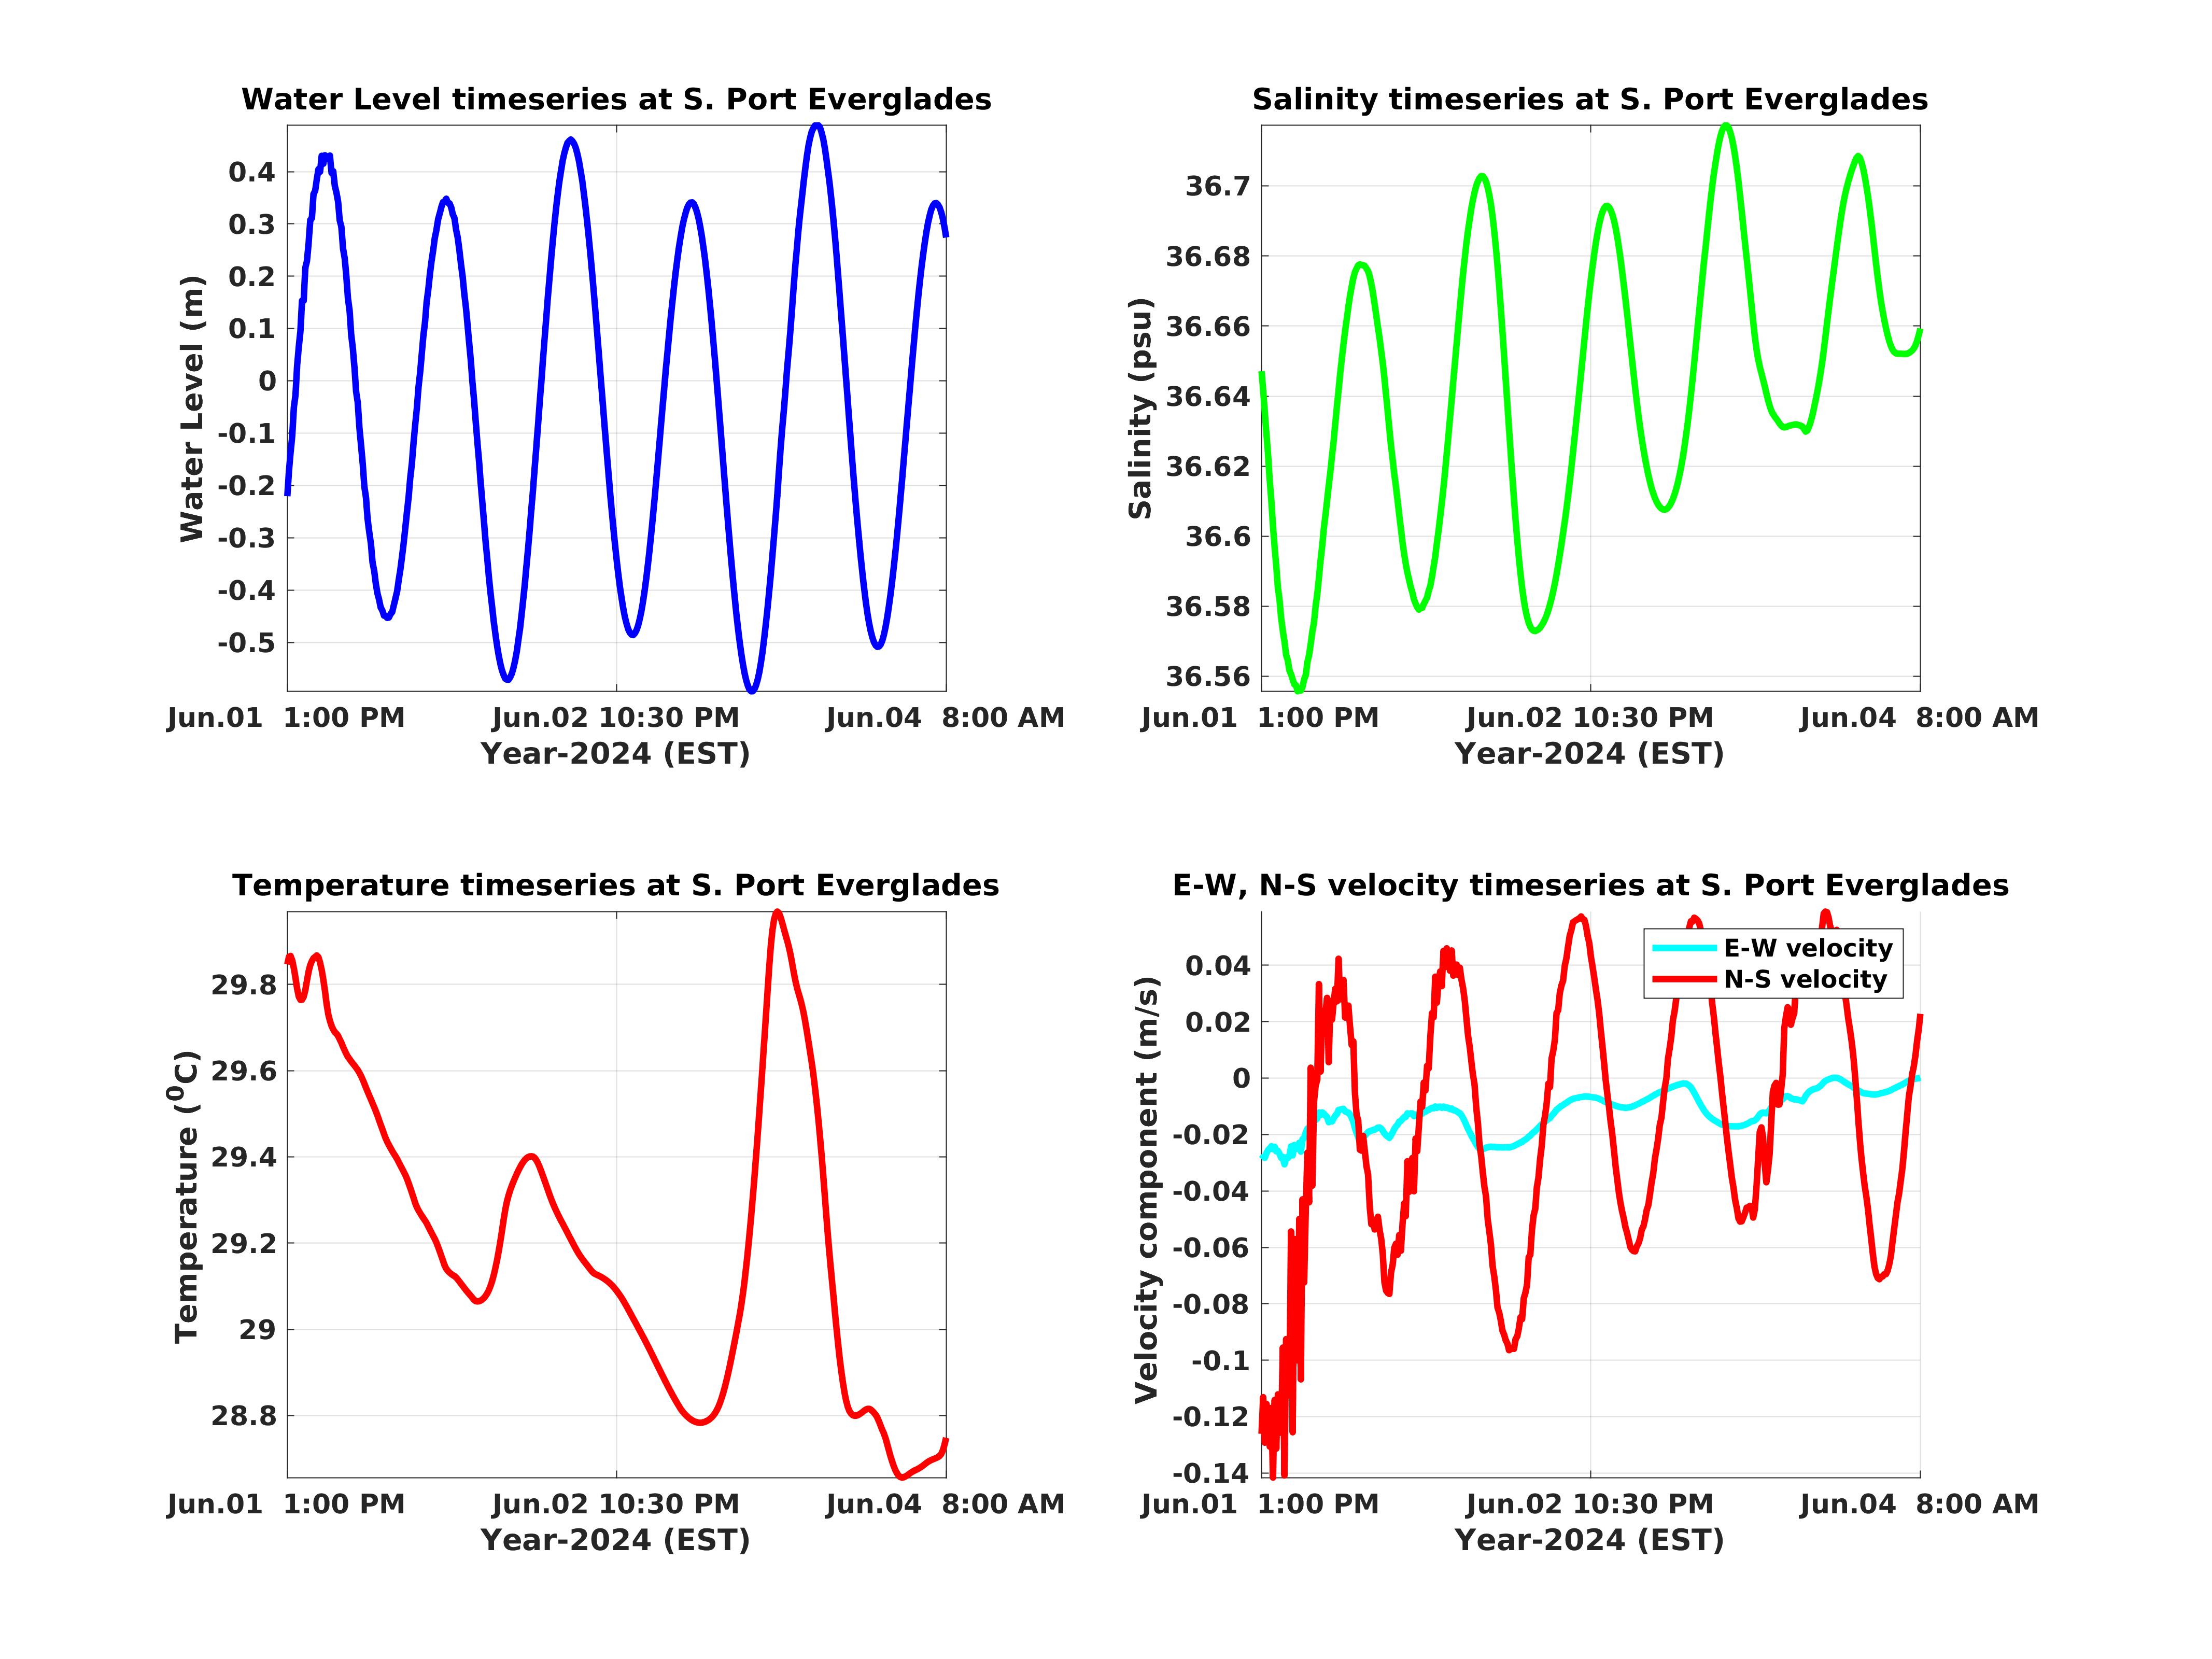 Water Level timeseries at S. Port Everglades
0.4
0.3
0.2
0.1
0
-0.1
-0.2
-0.3
-0.4
-0.5
Water Level (m)
Jun.01 1:00 PM
Jun.02 10:30 PM
Jun.04 8:00 AM
Year-2024 (EST)
Salinity timeseries at S. Port Everglades
36.7
36.68
36.66
36.64
36.62
36.6
36.58
36.56
Salinity (psu)
Jun.01 1:00 PM
Jun.02 10:30 PM
Jun.04 8:00 AM
Year-2024 (EST)
Temperature timeseries at S. Port Everglades
29.8
29.6
29.4
29.2
29
28.8
Temperature (⁰C)
Jun.01 1:00 PM
Jun.02 10:30 PM
Jun.04 8:00 AM
Year-2024 (EST)
E-W, N-S velocity timeseries at S. Port Everglades
E-W velocity
N-S velocity
0.04
0.02
0
-0.02
-0.04
-0.06
-0.08
-0.1
-0.12
-0.14
Velocity component (m/s)
Jun.01 1:00 PM
Jun.02 10:30 PM
Jun.04 8:00 AM
Year-2024 (EST)